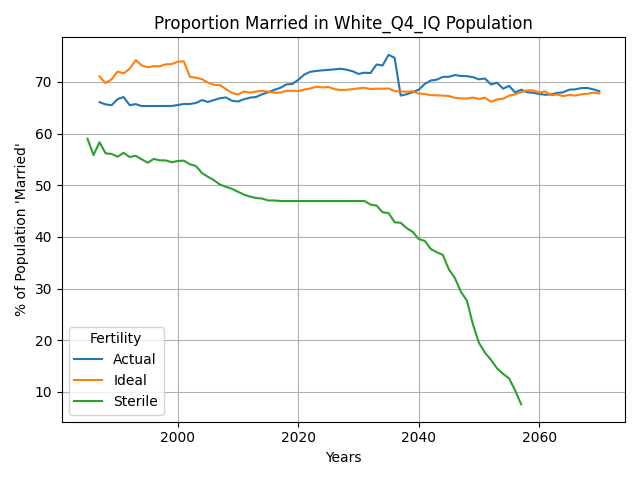 Proportion Married in White_Q4_IQ Population
% of Population 'Married'
70
60
50
40
30
20
10
Fertility
Actual
Ideal
Sterile
2000 2020 2040 2060
Years